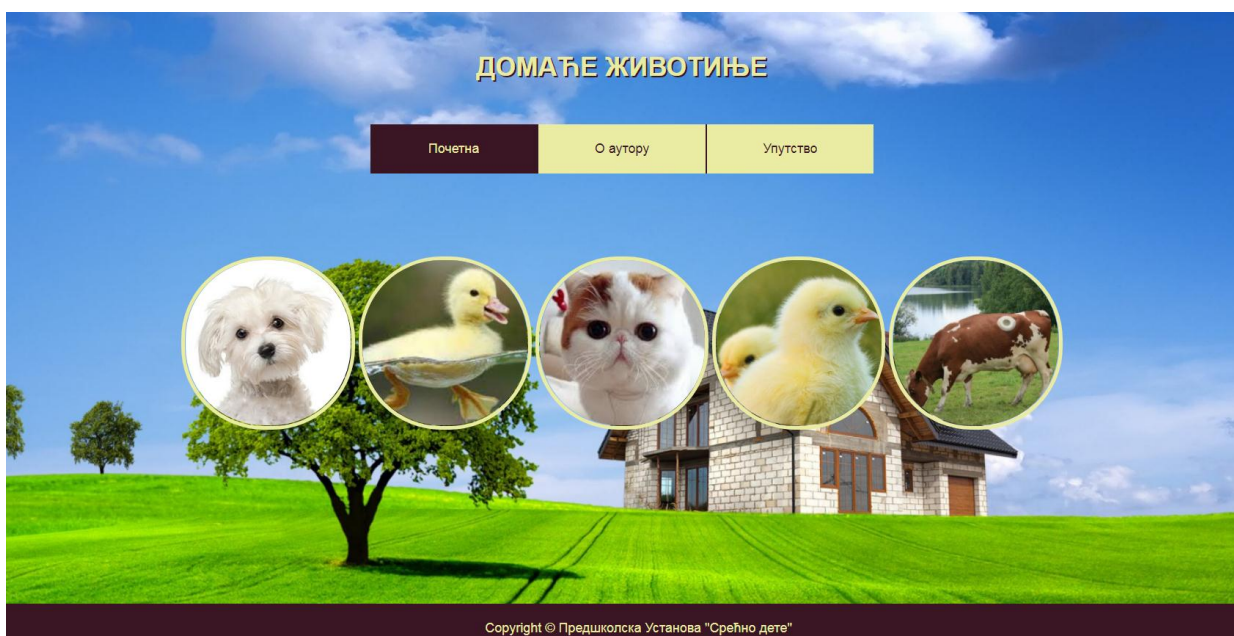 ДОМАЋЕ ЖИВОТИЊЕ
Почетна
О аутору
Упутство
Copyright © Предшколска Установа "Срећно дете"